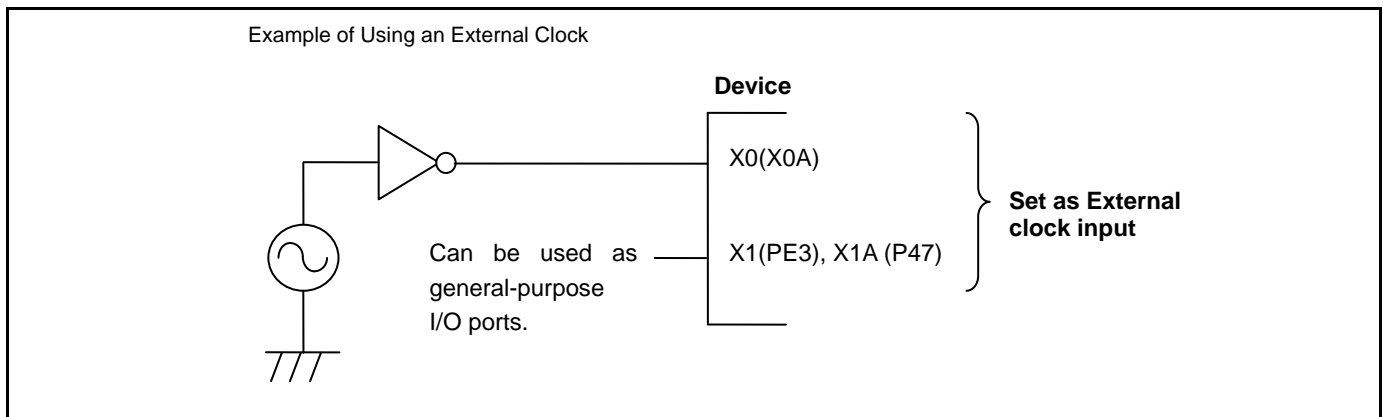 Example of Using an External Clock
Device
X0(X0A)
Set as External
clock input
Can be used as
general-purpose
I/O ports.
X1(PE3), X1A (P47)